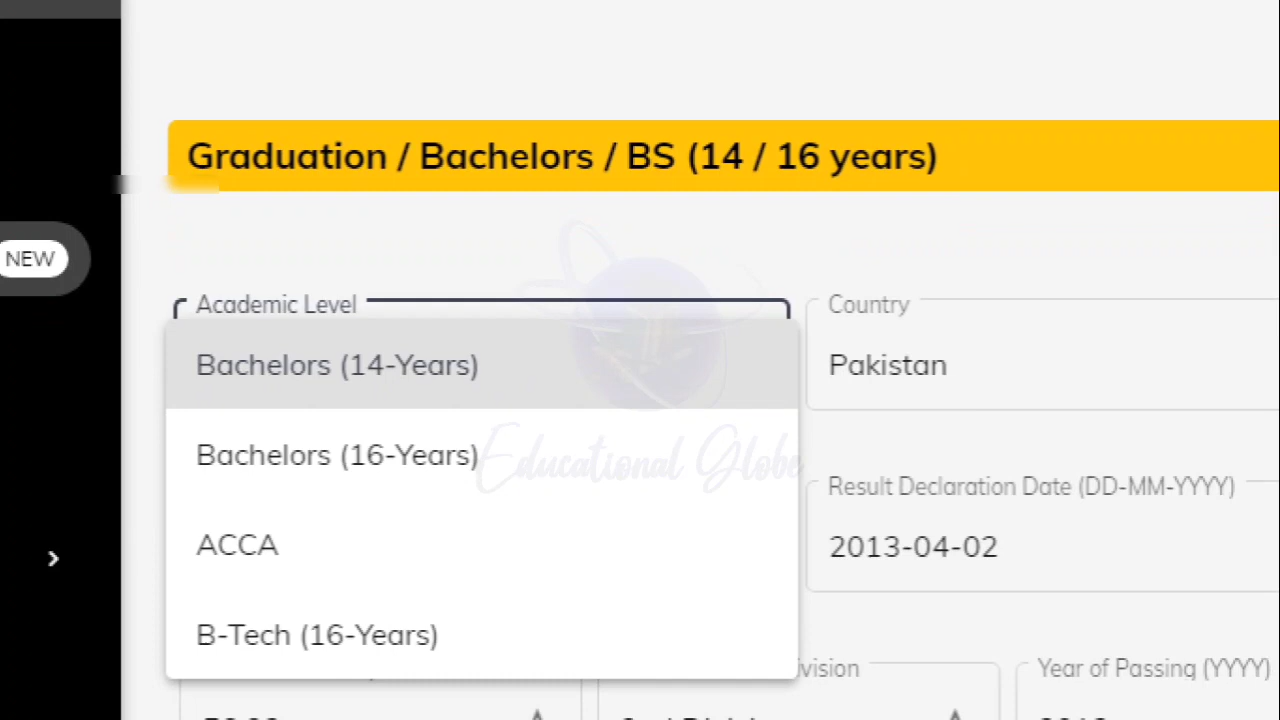 Graduation / Bachelors / BS (14 / 16 years)
NEW
Academic Level
Country
Bachelors (14-Years)
Pakistan
Bachelors (16-Years)
Educational Globe
Result Declaration Date (DD-MM-YYYY)
ACCA
2013-04-02
B-Tech (16-Years)
Year of Passing (YYYY)